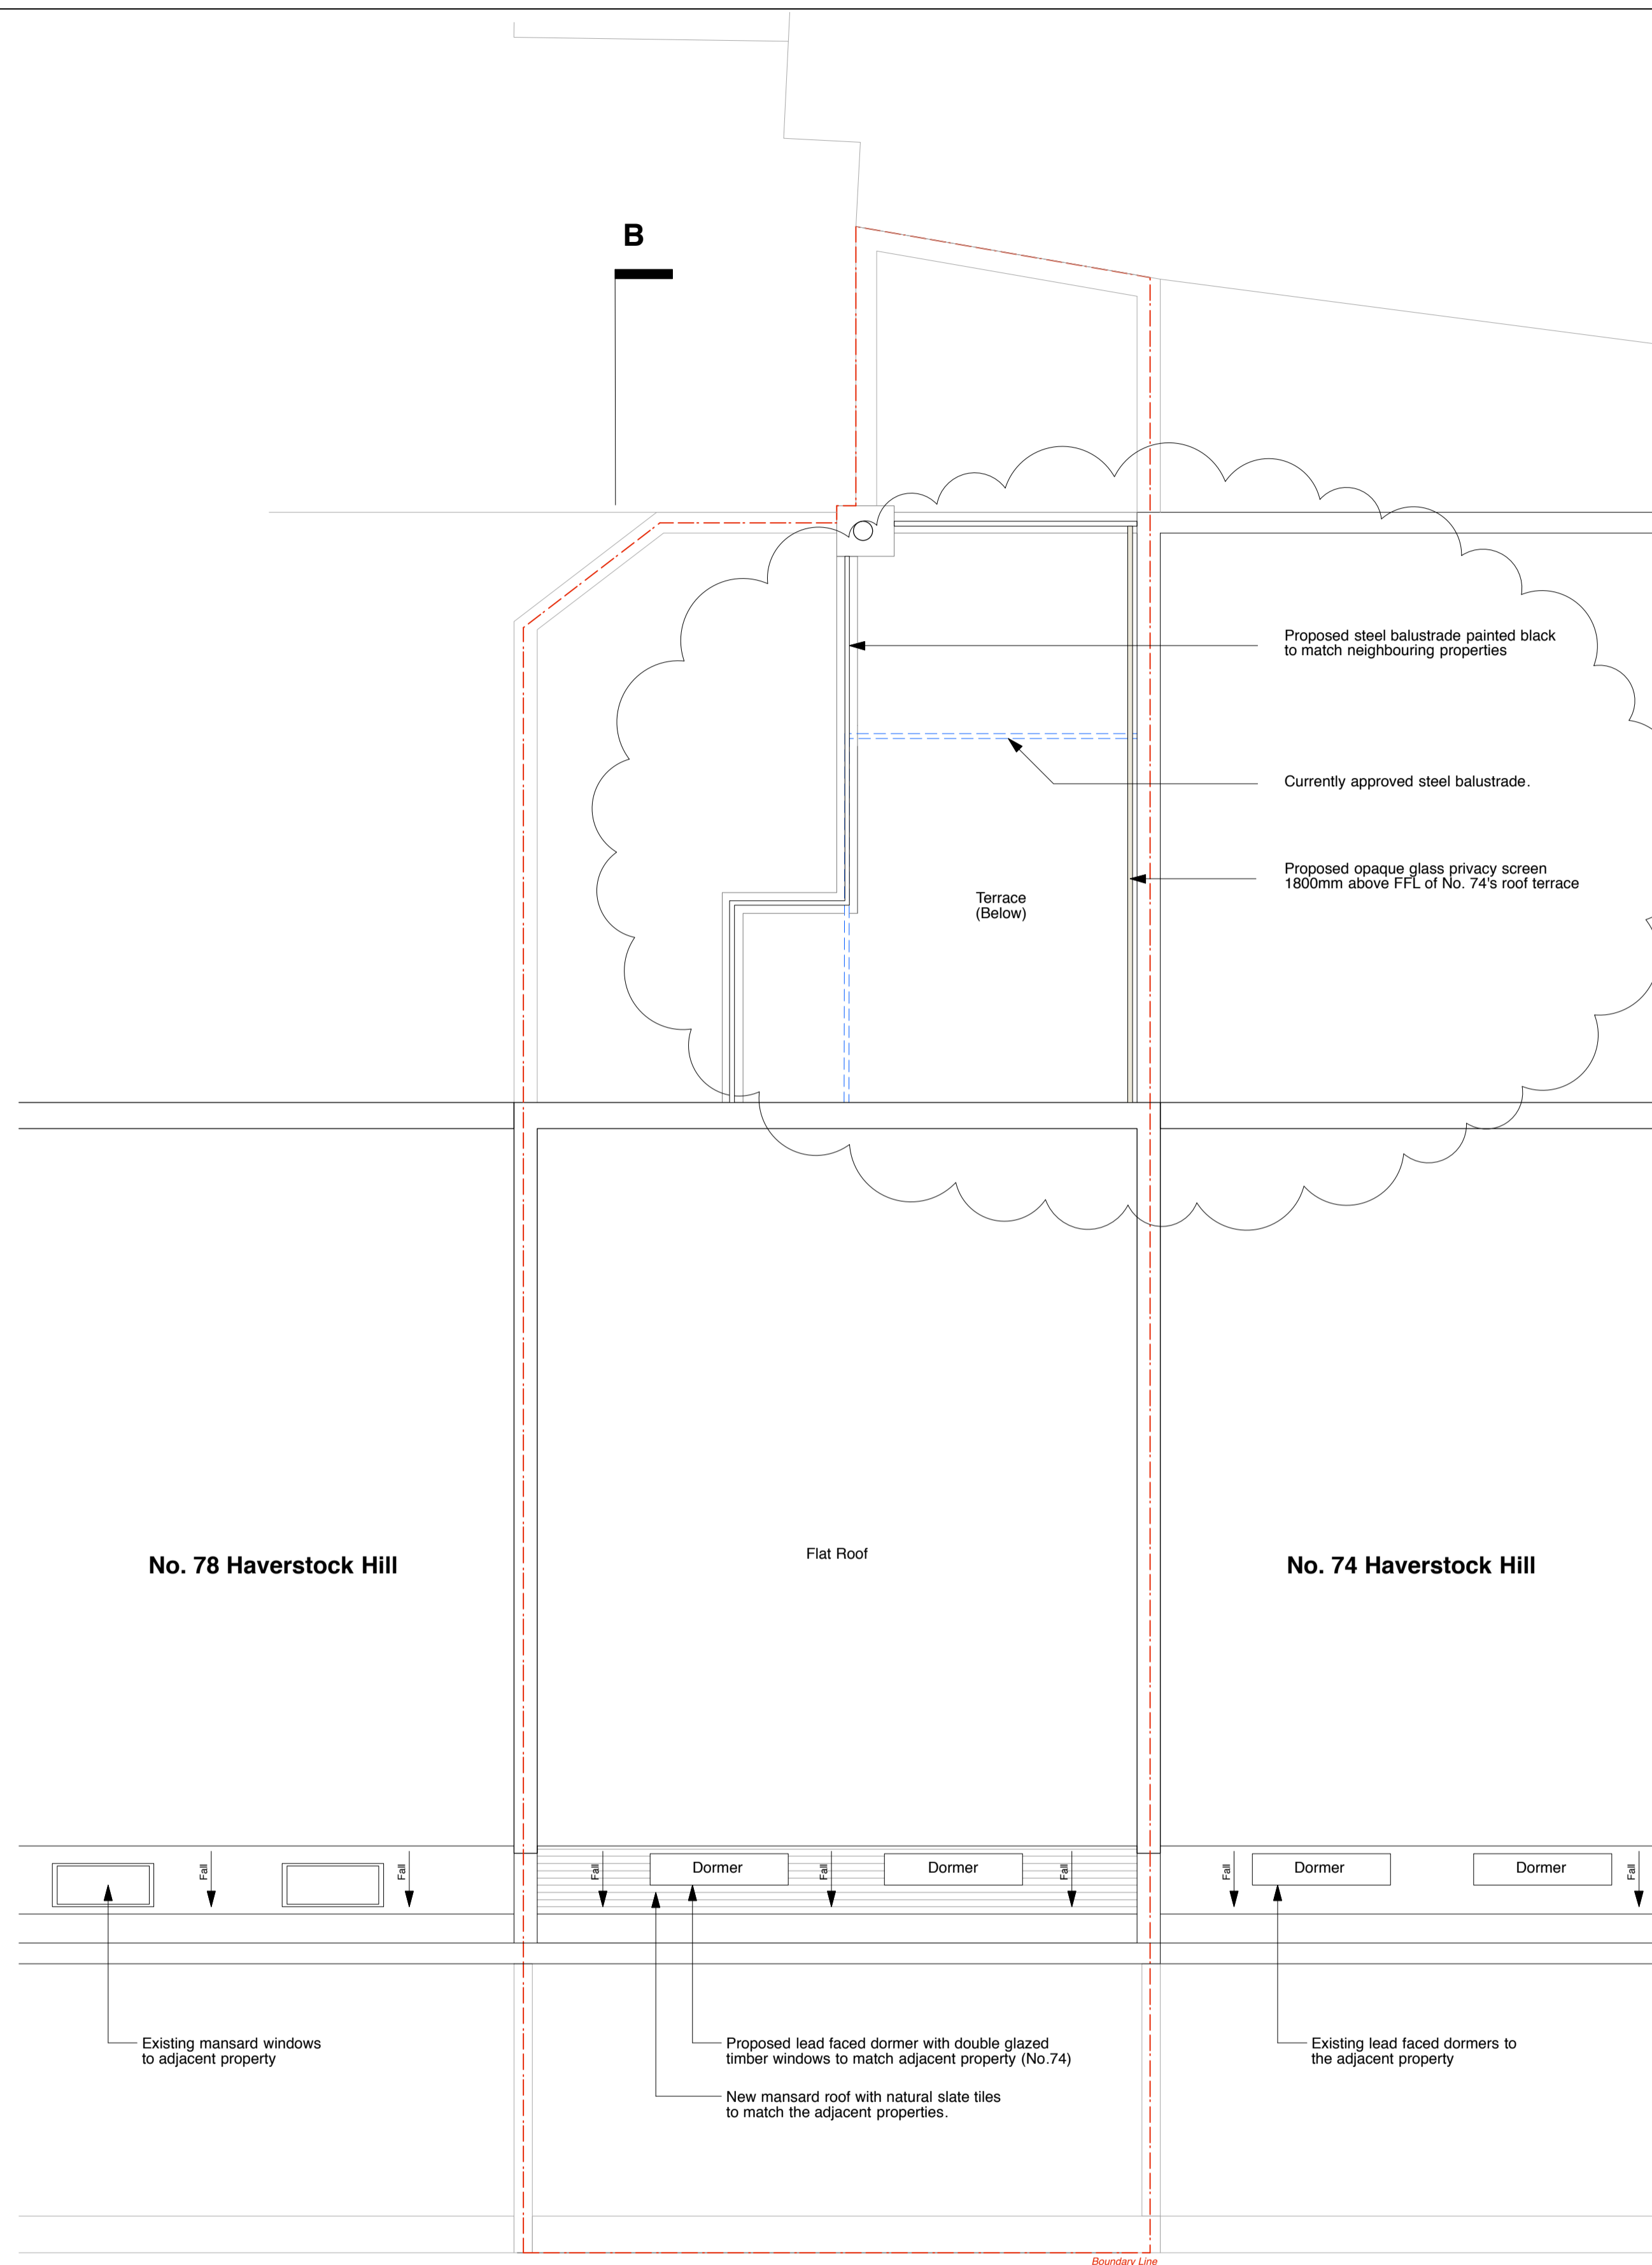 B
Proposed steel balustrade painted black
to match neighbouring properties
Currently approved steel balustrade.
Proposed opaque glass privacy screen
1800mm above FFL of No. 74's roof terrace
Terrace
(Below)
Flat Roof
No. 78 Haverstock Hill
No. 74 Haverstock Hill
Fall
Fall
Fall
Dormer
Fall
Dormer
Fall
Fall
Dormer
Dormer
Fall
Existing mansard windows
to adjacent property
Proposed lead faced dormer with double glazed
timber windows to match adjacent property (No.74)
New mansard roof with natural slate tiles
to match the adjacent properties.
Existing lead faced dormers to
the adjacent property
Boundary Line